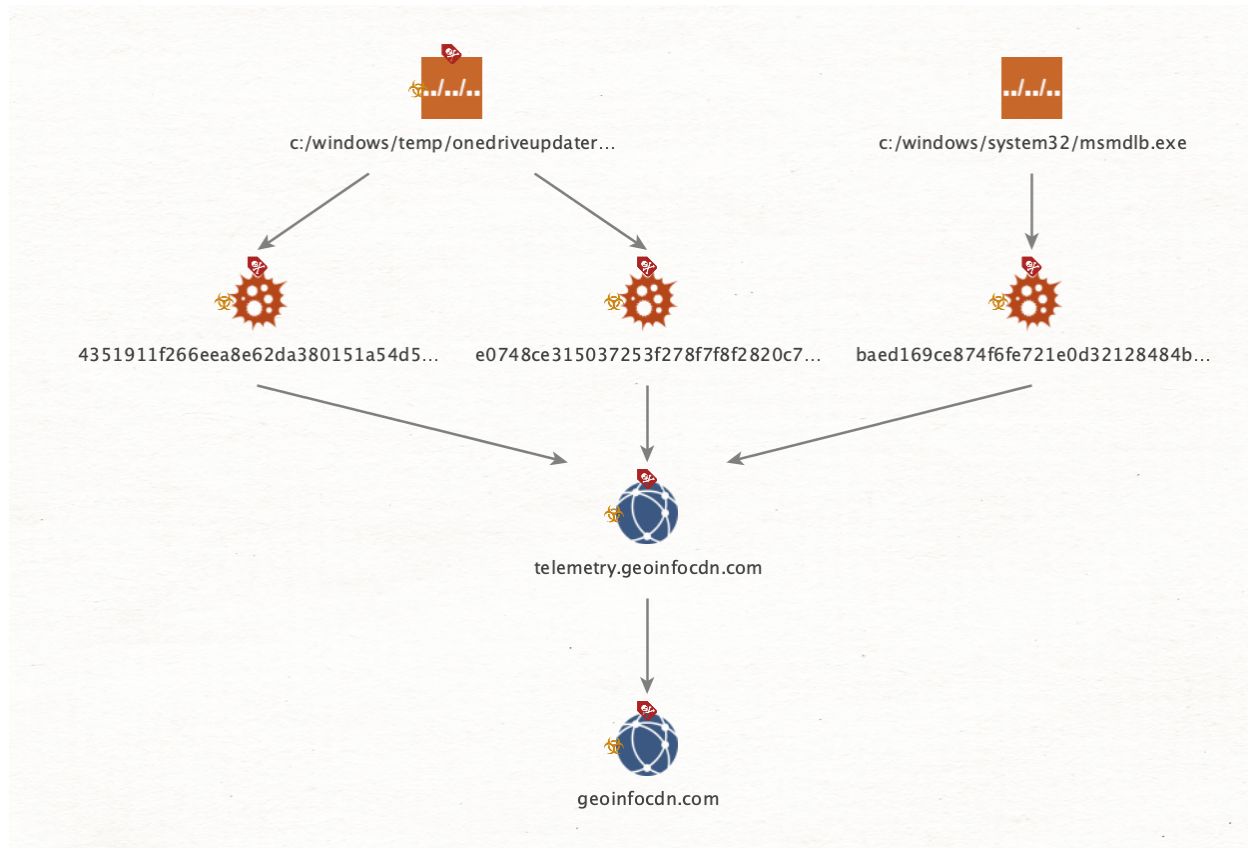 ../../..
../../..
c:/windows/temp/onedriveupdater...
c:/windows/system32/msmdlb.exe
4351911f266eea8e62da380151a54d5...
e0748ce315037253f278f7f8f2820c7...
baed169ce874f6fe721e0d32128484b...
telemetry.geoinfocdn.com
geoinfocdn.com